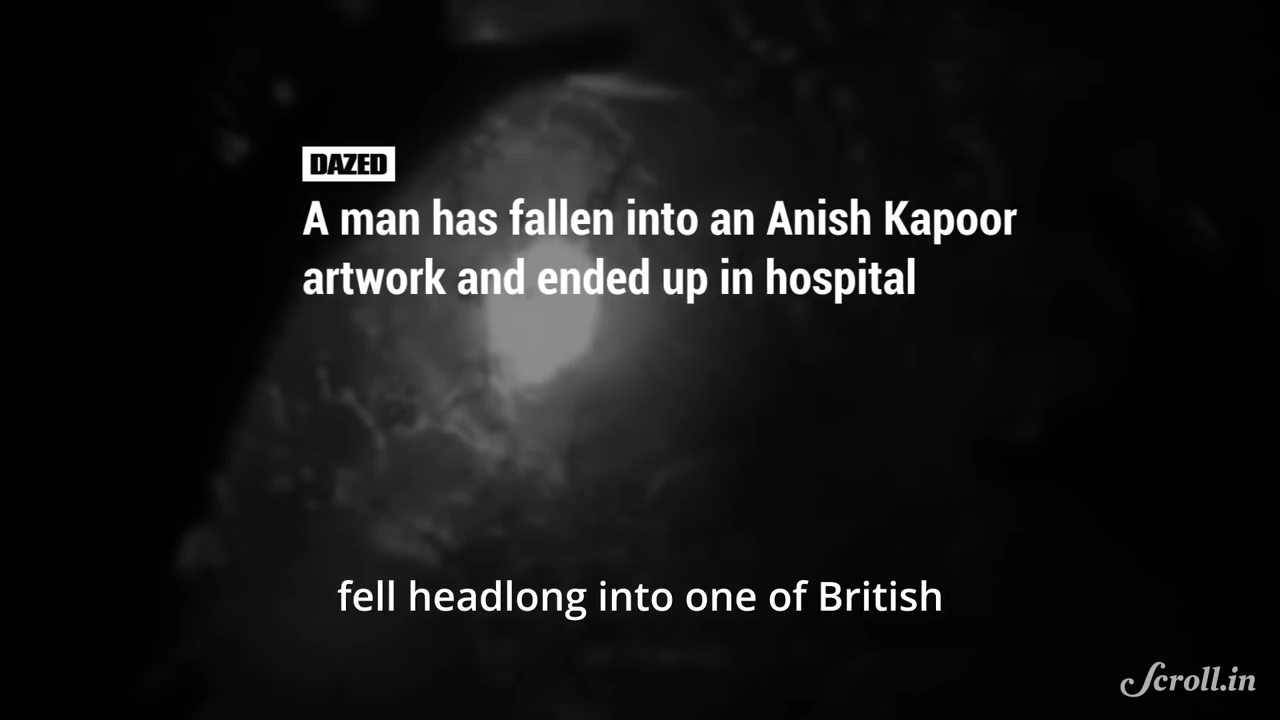 DAZED
A man has fallen into an Anish Kapoor
artwork and ended up in hospital
fell headlong into one of British
Scroll.in